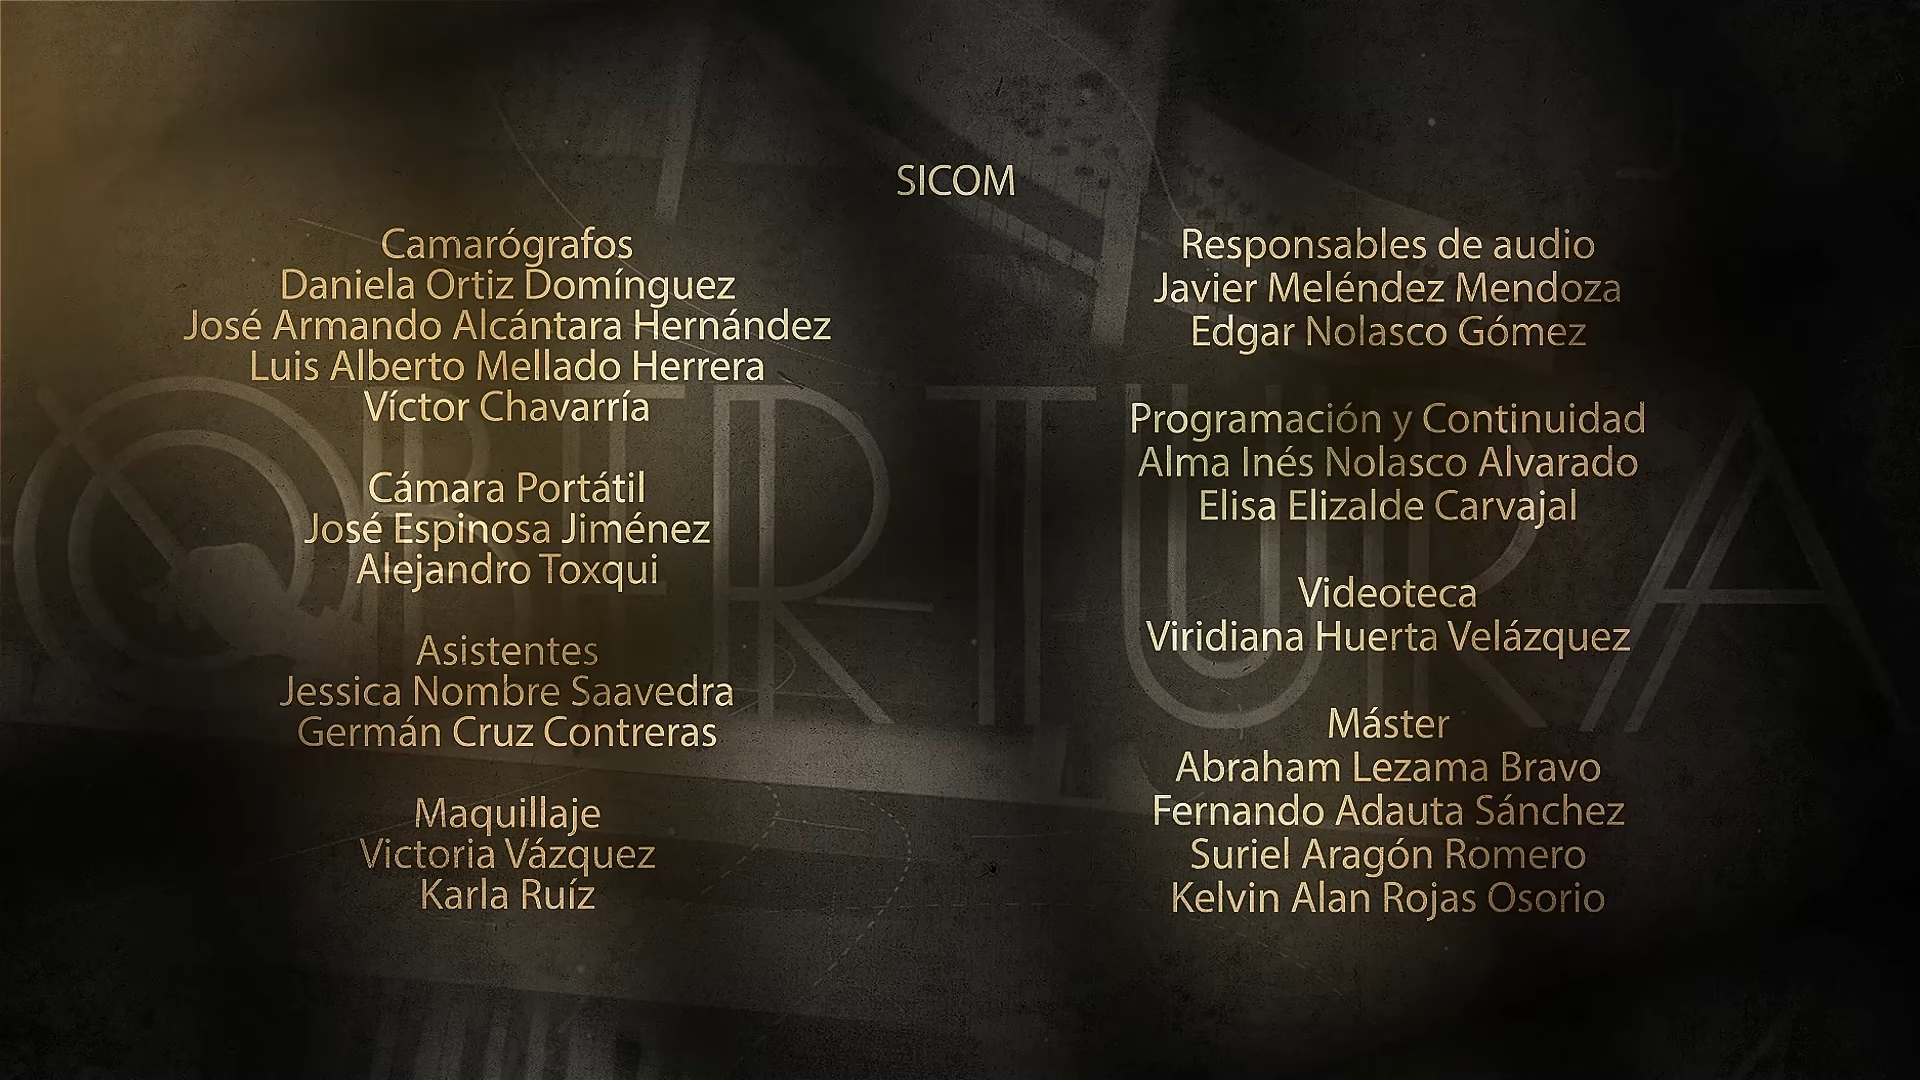 SICOM
Camarógrafos
Daniela Ortiz Domínguez
José Armando Alcántara Hernández
Luis Alberto Mellado Herrera
Víctor Chavarría
Cámara Portátil
José Espinosa Jiménez
Alejandro Toxqui
Asistentes
Jessica Nombre Saavedra
Germán Cruz Contreras
Maquillaje
Victoria Vázquez
Karla Ruíz
Responsables de audio
Javier Meléndez Mendoza
Edgar Nolasco Gómez
Programación y Continuidad
Alma Inés Nolasco Alvarado
Elisa Elizalde Carvajal
Videoteca
Viridiana Huerta Velázquez
Máster
Abraham Lezama Bravo
Fernando Adauta Sánchez
Suriel Aragón Romero
Kelvin Alan Rojas Osorio
OBERTURA